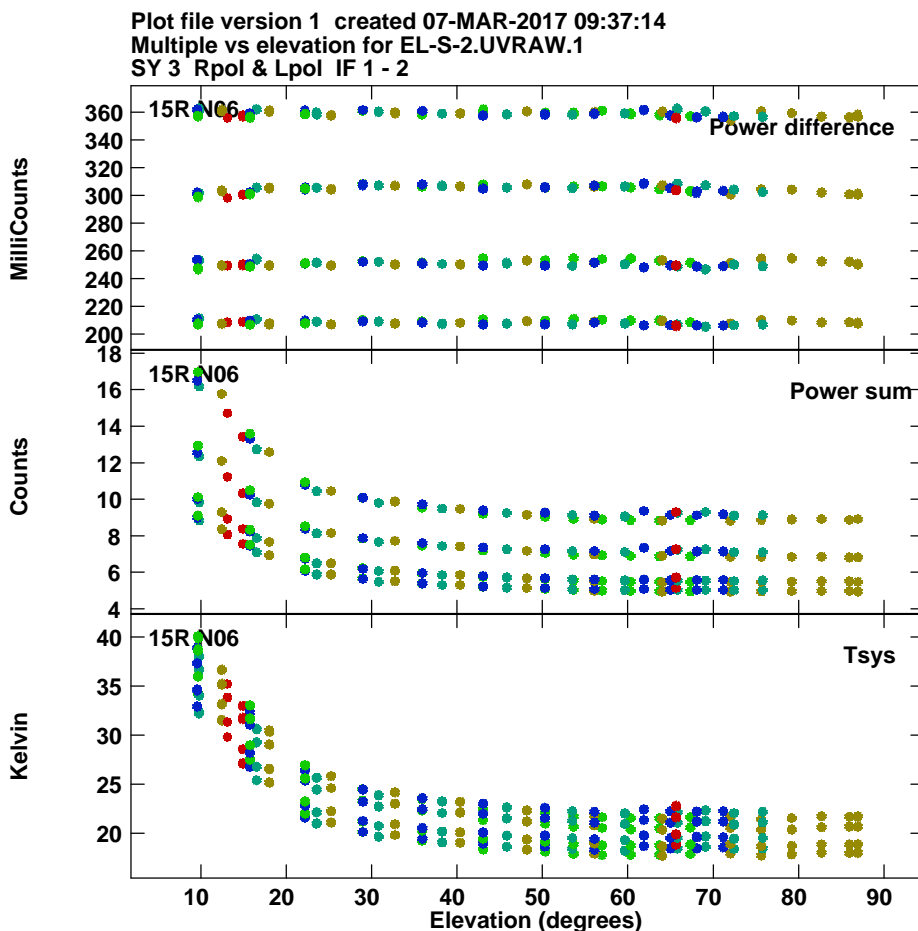 Plot file version 1 created 07-MAR-2017 09:37:14
Multiple vs elevation for EL-S-2.UVRAW.1
SY 3 Rpol & Lpol IF 1 - 2
15R N06
Power difference
MilliCounts
360
340
320
300
280
260
240
220
200
15R N06
Power sum
Counts
18
16
14
12
10
8
6
4
15R N06
Tsys
Kelvin
40
35
30
25
20
10 20 30 40 50 60 70 80 90
Elevation (degrees)